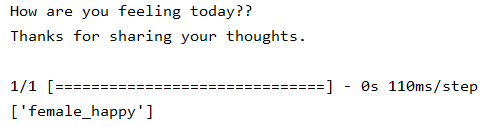 How are you feeling today??
Thanks for sharing your thoughts.
1/1 [==============================] - 0s 110ms/step
['female_happy']